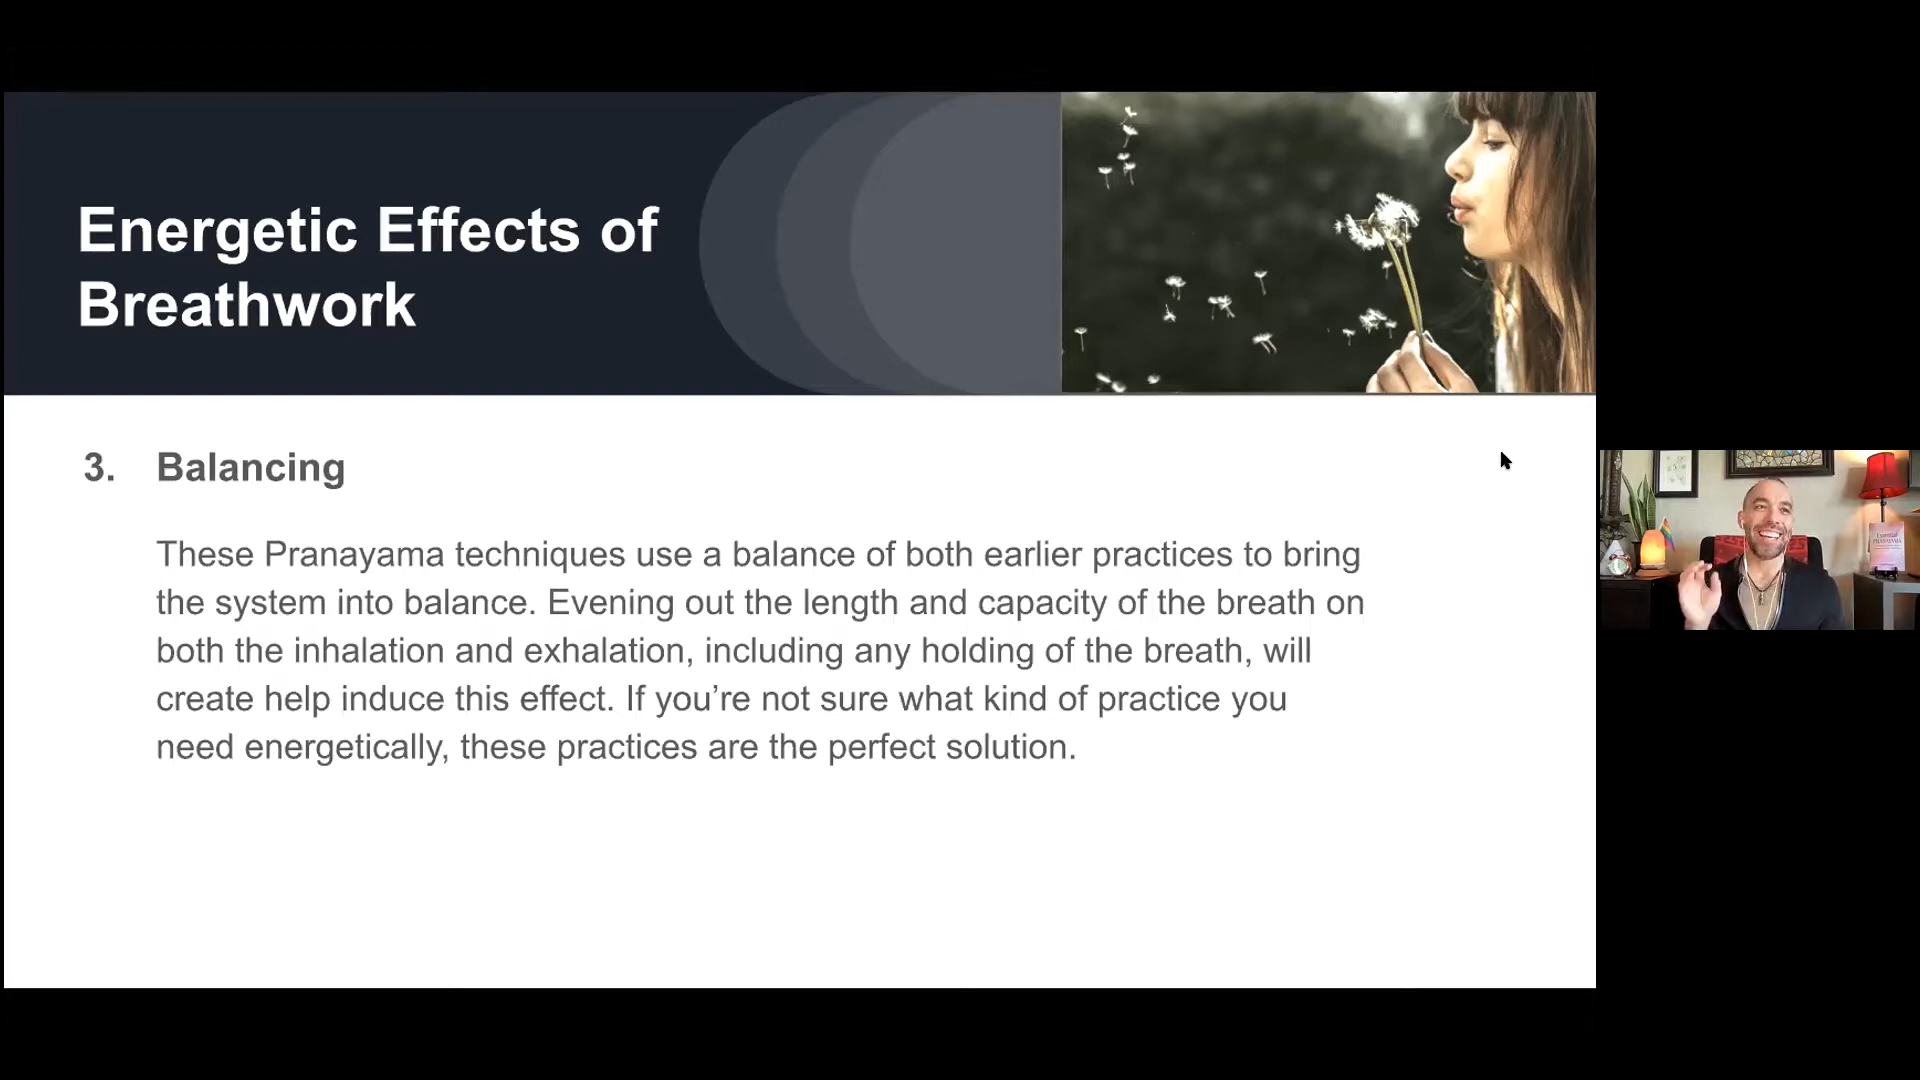 Energetic Effects of
Breathwork
3. Balancing
These Pranayama techniques use a balance of both earlier practices to bring
the system into balance. Evening out the length and capacity of the breath on
both the inhalation and exhalation, including any holding of the breath, will
create help induce this effect. If you’re not sure what kind of practice you
need energetically, these practices are the perfect solution.
Essential
PRANAYAMA